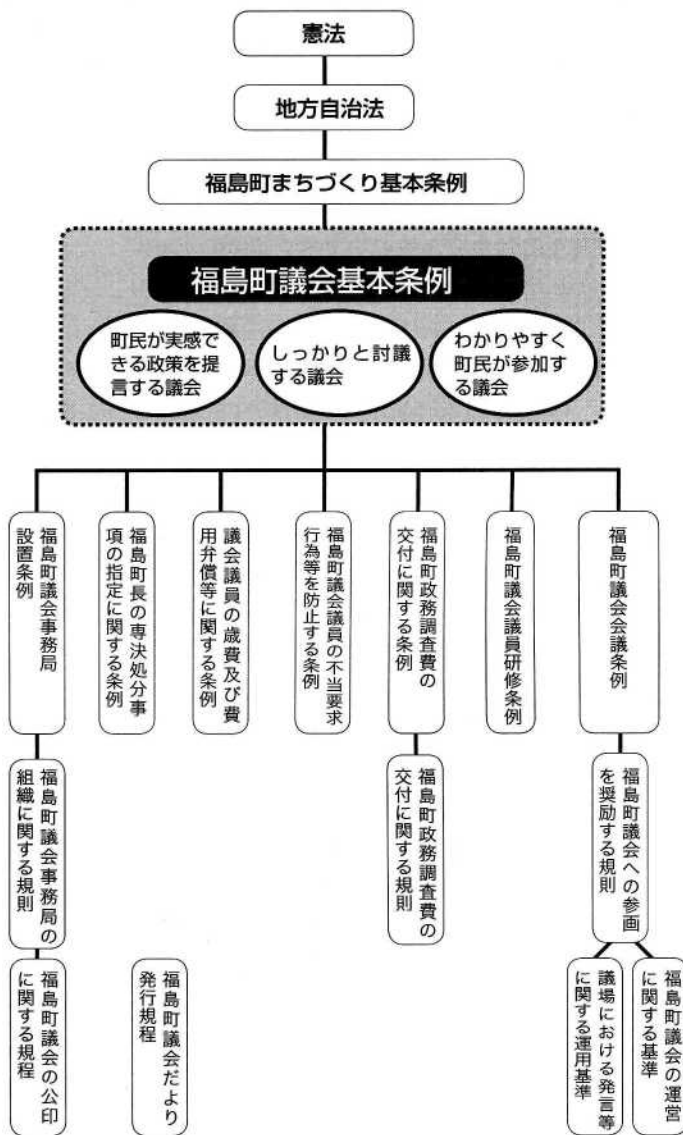 憲法
地方自治法
福島町まちづくり基本条例
福島町議会基本条例
町民が実感で
きる政策を提
言する議会
しっかりと討議
する議会
わかりやすく
町民が参加す
る議会
福島町議会事務局
設置条例
福島町長の専決処分事
項の指定に関する条例
議会議員の歳費及び費
用弁償等に関する条例
福島町議会議員の不当要求
行為等を防止する条例
福島町政務調査費の
交付に関する条例
福島町議会議員研修条例
福島町議会会議条例
福島町議会事務局の
組織に関する規則
福島町政務調査費の
交付に関する規則
福島町議会への参画
を奨励する規則
福島町議会の公印
に関する規程
福島町議会だより
発行規程
議場における発言等
に関する運用基準
福島町議会の運営
に関する基準